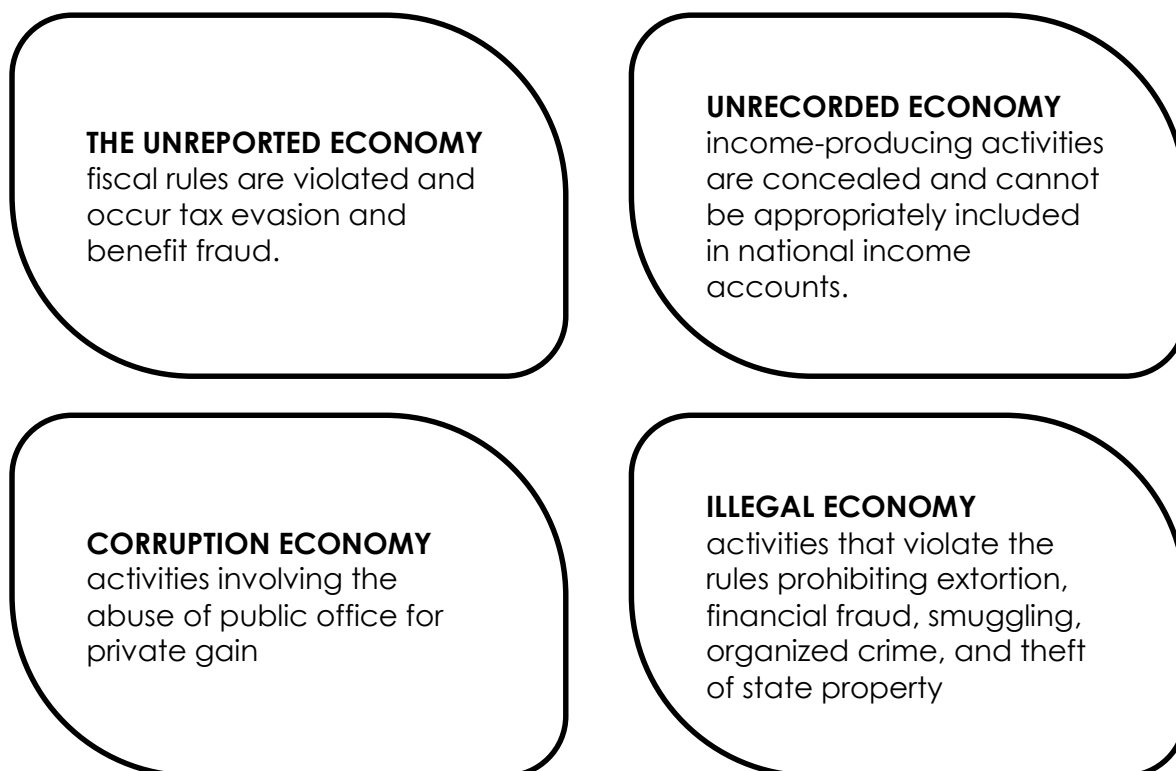 THE UNREPORTED ECONOMY
fiscal rules are violated and
occur tax evasion and
benefit fraud.
UNRECORDED ECONOMY
income-producing activities
are concealed and cannot
be appropriately included
in national income
accounts.
CORRUPTION ECONOMY
activities involving the
abuse of public office for
private gain
ILLEGAL ECONOMY
activities that violate the
rules prohibiting extortion,
financial fraud, smuggling,
organized crime, and theft
of state property